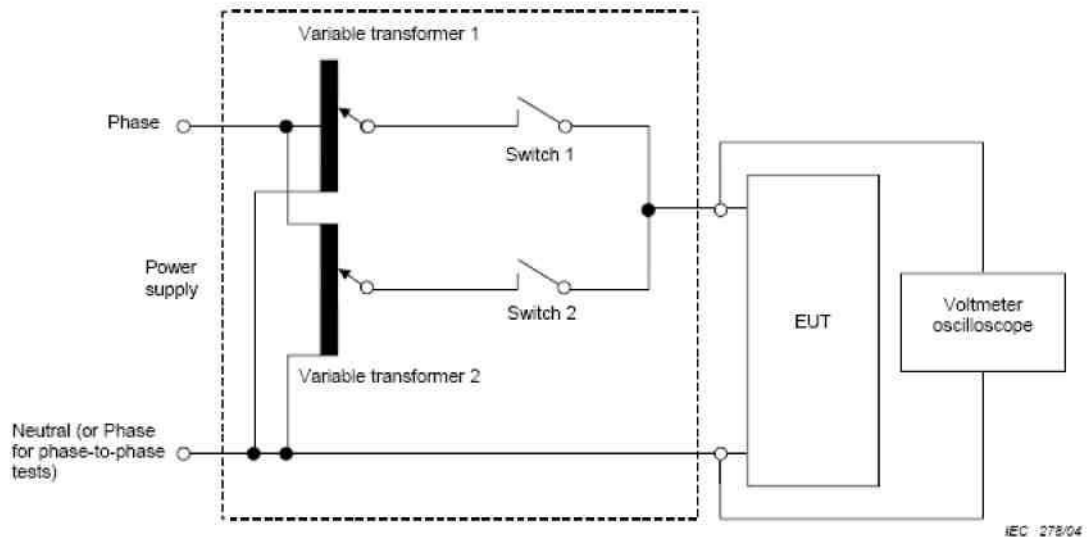 Variable transformer 1
Phase
Switch 1
Power
supply
Switch 2
EUT
Voltmeter
oscilloscope
Variable transformer 2
Neutral (or Phase
for phase-to-phase
tests)
IEC 278/04